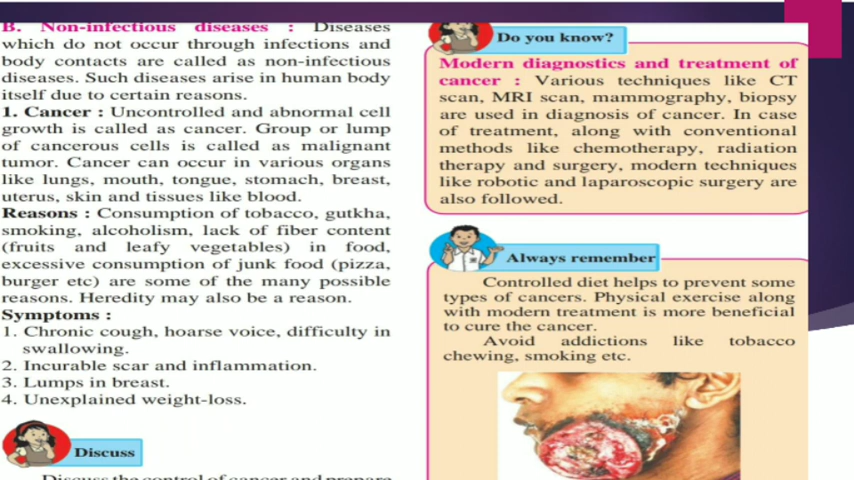 B. Non-infectious diseases : Diseases
which do not occur through infections and
body contacts are called as non-infectious
diseases. Such diseases arise in human body
itself due to certain reasons.
1. Cancer : Uncontrolled and abnormal cell
growth is called as cancer. Group or lump
of cancerous cells is called as malignant
tumor. Cancer can occur in various organs
like lungs, mouth, tongue, stomach, breast,
uterus, skin and tissues like blood.
Reasons : Consumption of tobacco, gutkha,
smoking, alcoholism, lack of fiber content
(fruits and leafy vegetables) in food,
excessive consumption of junk food (pizza,
burger etc) are some of the many possible
reasons. Heredity may also be a reason.
Symptoms :
1. Chronic cough, hoarse voice, difficulty in
swallowing.
2. Incurable scar and inflammation.
3. Lumps in breast.
4. Unexplained weight-loss.
Discuss
Discuss the control of cancer and prepare
Do you know?
Modern diagnostics and treatment of
cancer : Various techniques like CT
scan, MRI scan, mammography, biopsy
are used in diagnosis of cancer. In case
of treatment, along with conventional
methods like chemotherapy, radiation
therapy and surgery, modern techniques
like robotic and laparoscopic surgery are
also followed.
Always remember
Controlled diet helps to prevent some
types of cancers. Physical exercise along
with modern treatment is more beneficial
to cure the cancer.
Avoid addictions like tobacco
chewing, smoking etc.